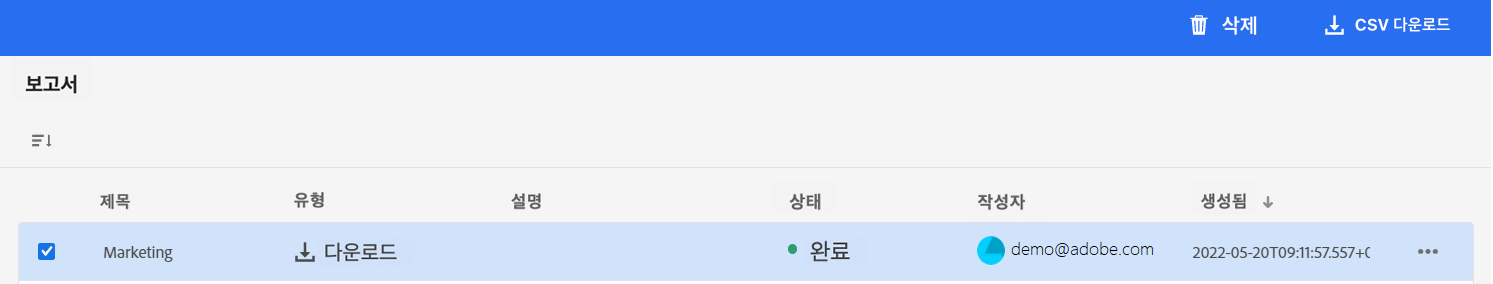 삭제 CSV 다운로드
보고서
제목 유형 설명 상태 작성자 생성됨
Marketing 다운로드 완료 demo@adobe.com 2022-05-20T09:11:57.557+0